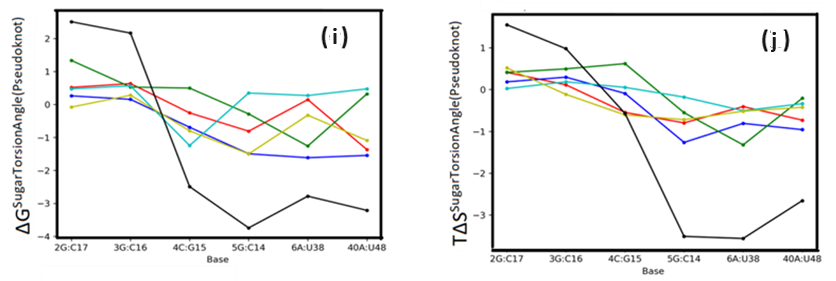 (i)
ΔG^SugarTorsionAngle(Pseudoknot)
2
1
0
−1
−2
−3
−4
2G:C17 3G:C16 4C:G15 5G:C14 6A:U38 40A:U48
Base
(j)
TΔS^SugarTorsionAngle(Pseudoknot)
1
0
−1
−2
−3
2G:C17 3G:C16 4C:G15 5G:C14 6A:U38 40A:U48
Base